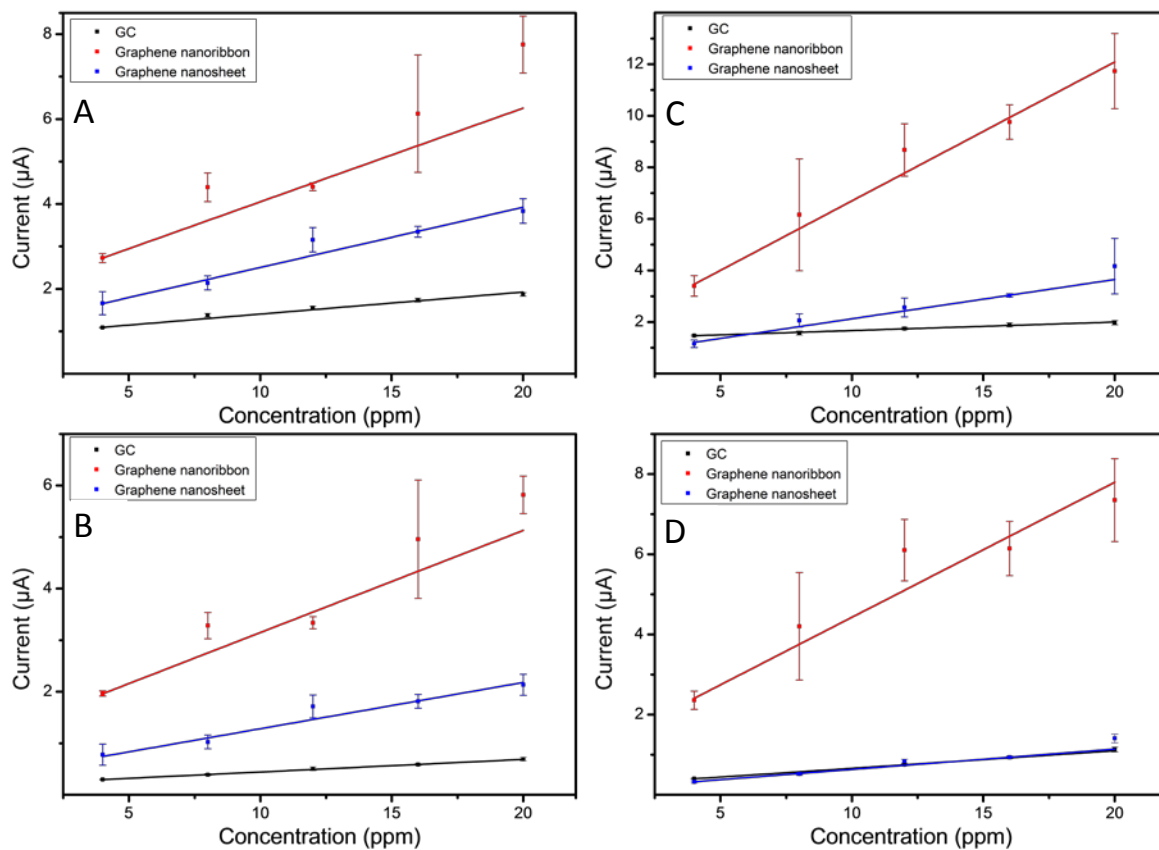 A
GC
Graphene nanoribbon
Graphene nanosheet
Current (µA)
8
6
4
2
5
10
15
20
Concentration (ppm)
C
GC
Graphene nanoribbon
Graphene nanosheet
Current (µA)
12
10
8
6
4
2
5
10
15
20
Concentration (ppm)
B
GC
Graphene nanoribbon
Graphene nanosheet
Current (µA)
6
4
2
5
10
15
20
Concentration (ppm)
D
GC
Graphene nanoribbon
Graphene nanosheet
Current (µA)
8
6
4
2
5
10
15
20
Concentration (ppm)